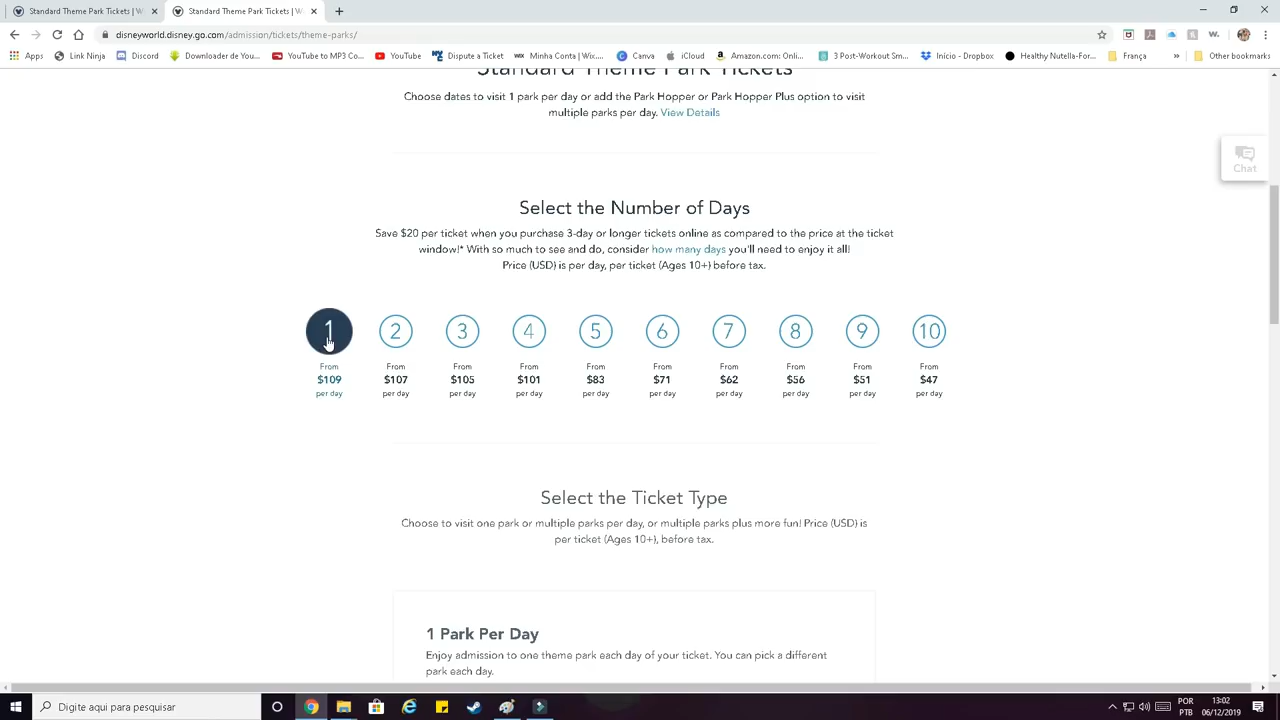 Standard Theme Park Tickets | W
Standard Theme Park Tickets | W
disneyworld.disney.go.com/admission/tickets/theme-parks/
Apps Link Ninja Discord Downloader de You... YouTube to MP3 Co... YouTube Dispute a Ticket Minha Conta | Wix.... Canva iCloud Amazon.com: Onli... 3 Post-Workout Sm... Início - Dropbox Healthy Nutella-For... França » Other bookmarks
Standard Theme Park Tickets
Choose dates to visit 1 park per day or add the Park Hopper or Park Hopper Plus option to visit
multiple parks per day. View Details
Chat
Select the Number of Days
Save $20 per ticket when you purchase 3-day or longer tickets online as compared to the price at the ticket
window!* With so much to see and do, consider how many days you'll need to enjoy it all!
Price (USD) is per day, per ticket (Ages 10+) before tax.
1 2 3 4 5 6 7 8 9 10
From From From From From From From From From From
$109 $107 $105 $101 $83 $71 $62 $56 $51 $47
per day per day per day per day per day per day per day per day per day per day
Select the Ticket Type
Choose to visit one park or multiple parks per day, or multiple parks plus more fun! Price (USD) is
per ticket (Ages 10+), before tax.
1 Park Per Day
Enjoy admission to one theme park each day of your ticket. You can pick a different
park each day.
Digite aqui para pesquisar
POR 13:02
PTB 06/12/2019